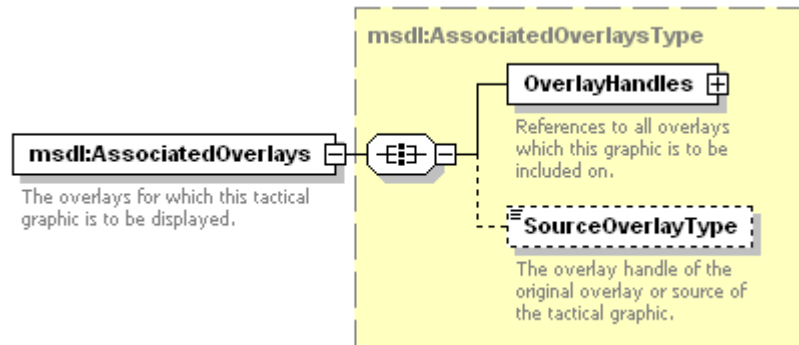 msdl:AssociatedOverlaysType
OverlayHandles
References to all overlays
which this graphic is to be
included on.
msdl:AssociatedOverlays
The overlays for which this tactical
graphic is to be displayed.
SourceOverlayType
The overlay handle of the
original overlay or source of
the tactical graphic.